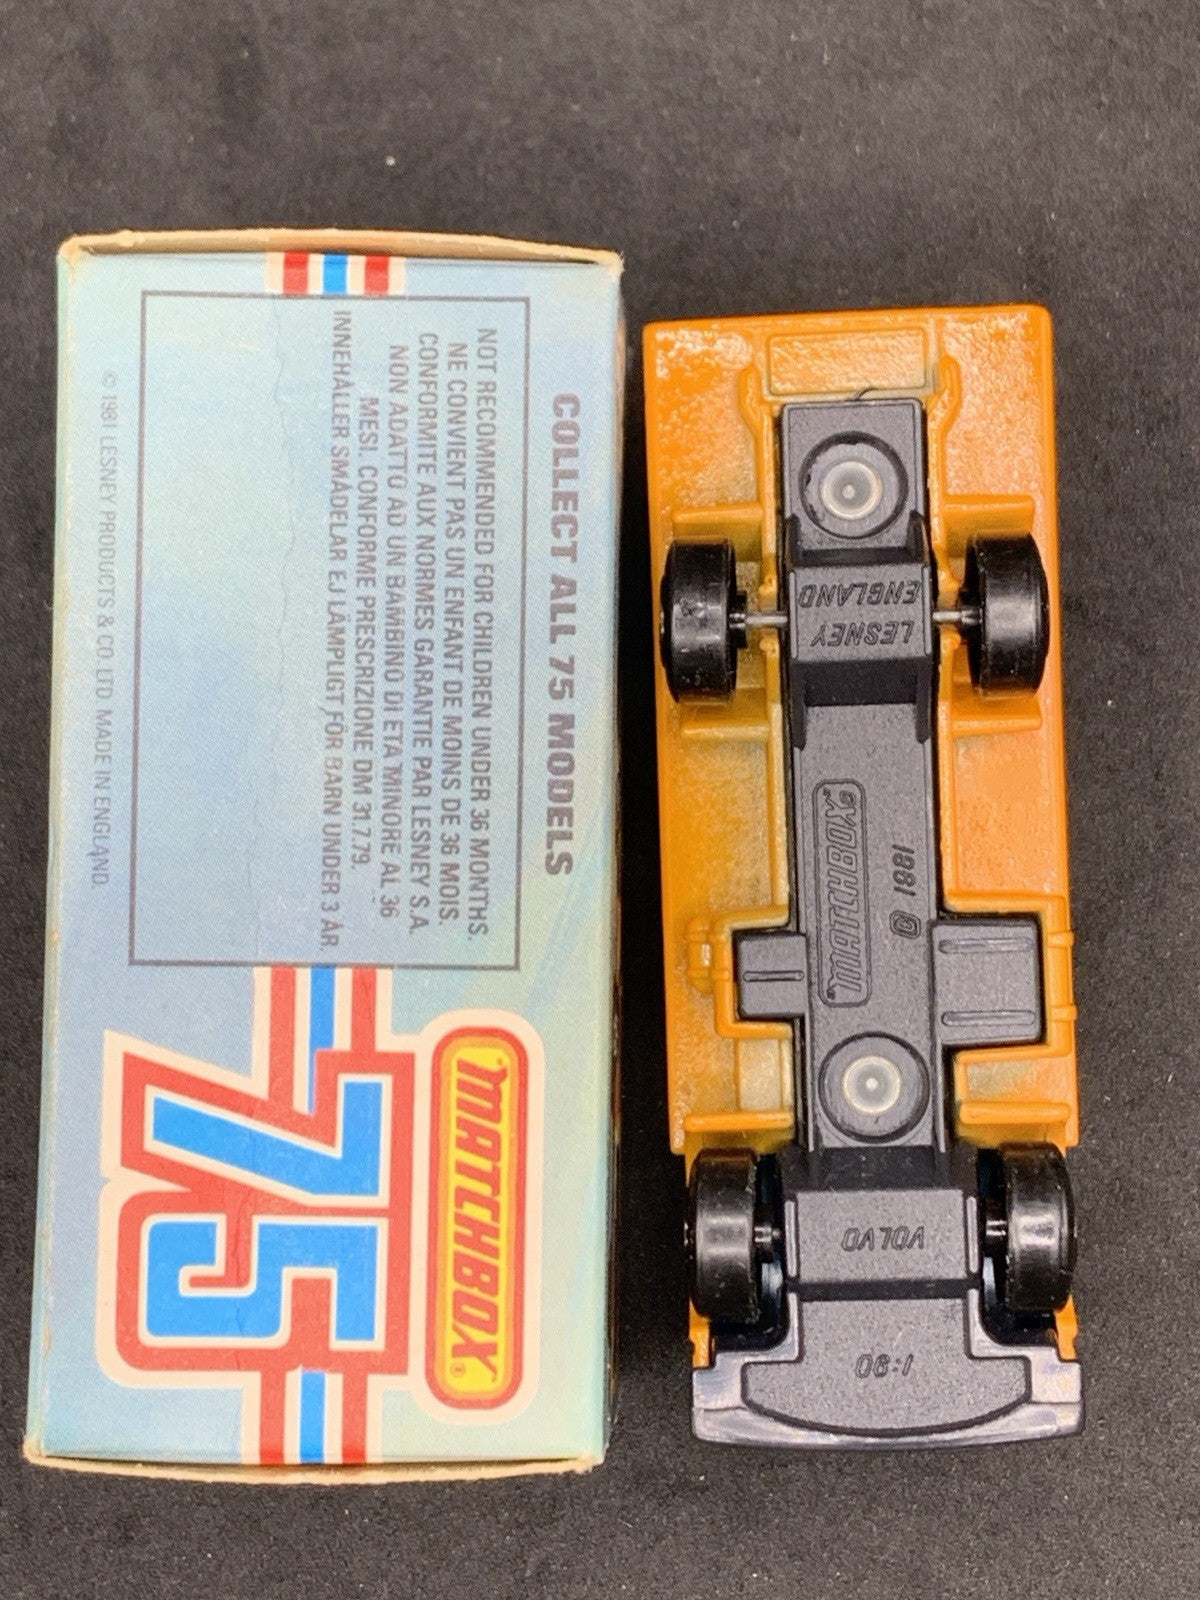 COLLECT ALL 75 MODELS
NOT RECOMMENDED FOR CHILDREN UNDER 36 MONTHS.
NE CONVIENT PAS UN ENFANT DE MOINS DE 36 MOIS.
CONFORMITE AUX NORMES GARANTIE PAR LESNEY S.A.
NON ADATTO AD UN BAMBINO DI ETA MINORE AL 36
MESI. CONFORME PRESCRIZIONE DM 31.7.79.
INNEHÅLLER SMÅDELAR EJ LÄMPLIGT FÖR BARN UNDER 3 ÅR
© 1981 LESNEY PRODUCTS & CO. LTD. MADE IN ENGLAND.
MATCHBOX®
75
LESNEY
ENGLAND
MATCHBOX
© 1981
VOLVO
1:90